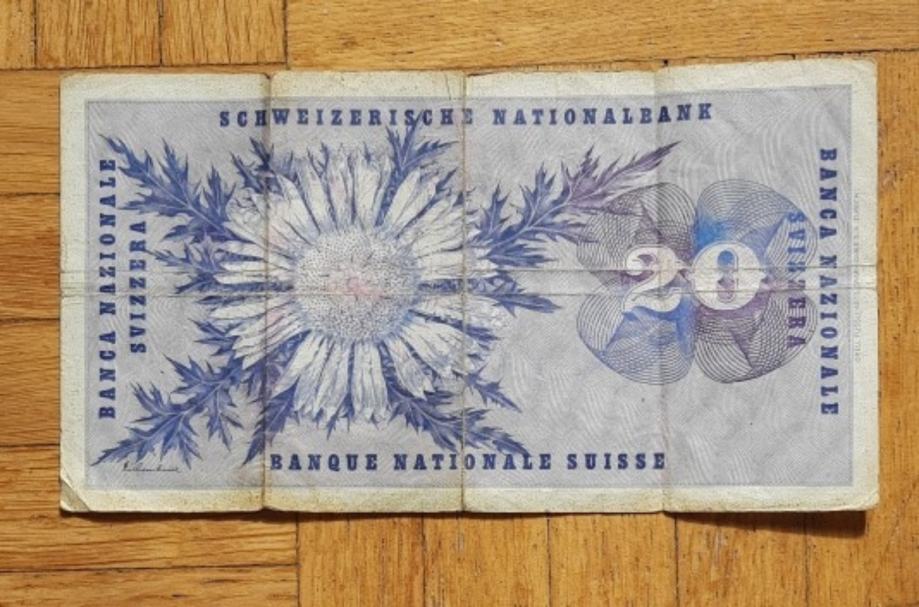 SCHWEIZERISCHE NATIONALBANK
BANCA NAZIONALE
SVIZZERA
20
BANCA NAZIONALE
SVIZZERA
BANQUE NATIONALE SUISSE